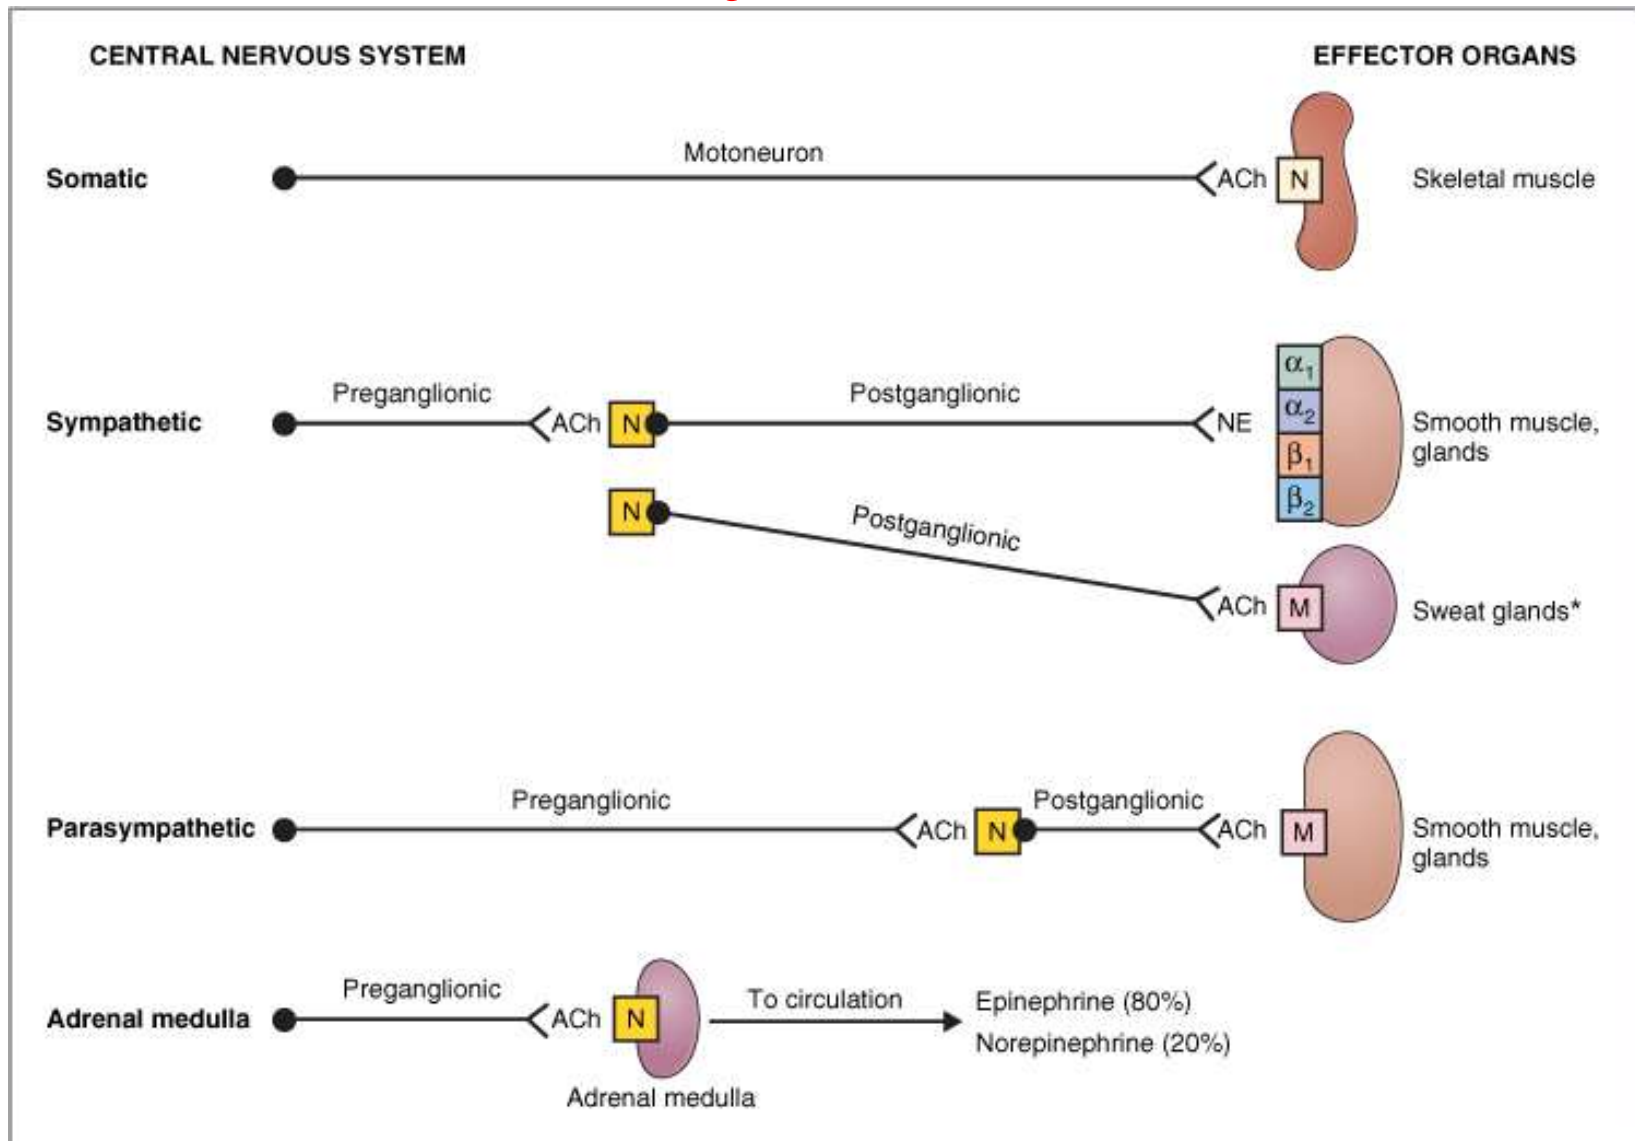 CENTRAL NERVOUS SYSTEM
EFFECTOR ORGANS
Motoneuron
Somatic
ACh
N
Skeletal muscle
Preganglionic
Postganglionic
Sympathetic
ACh
N
NE
α1
α2
β1
β2
Smooth muscle,
glands
N
Postganglionic
ACh
M
Sweat glands*
Preganglionic
Postganglionic
Parasympathetic
ACh
N
ACh
M
Smooth muscle,
glands
Preganglionic
Adrenal medulla
ACh
N
To circulation
Epinephrine (80%)
Norepinephrine (20%)
Adrenal medulla